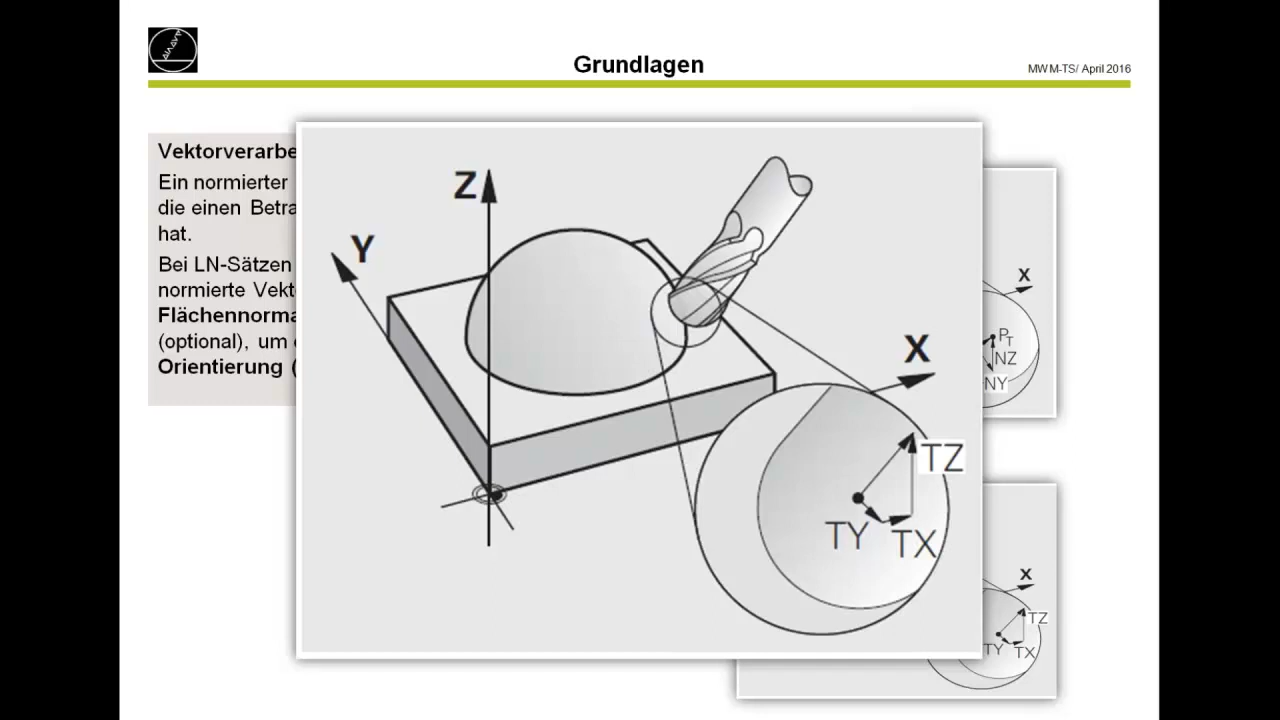 Grundlagen
MWM-TS/ April 2016
Vektorverarbe
Ein normierter
die einen Betra
hat.
Bei LN-Sätzen
normierte Vekt
Flächennorma
(optional), um
Orientierung (
Z
Y
X
TZ
TY
TX
X
PT
NZ
NY
X
TZ
TY
TX